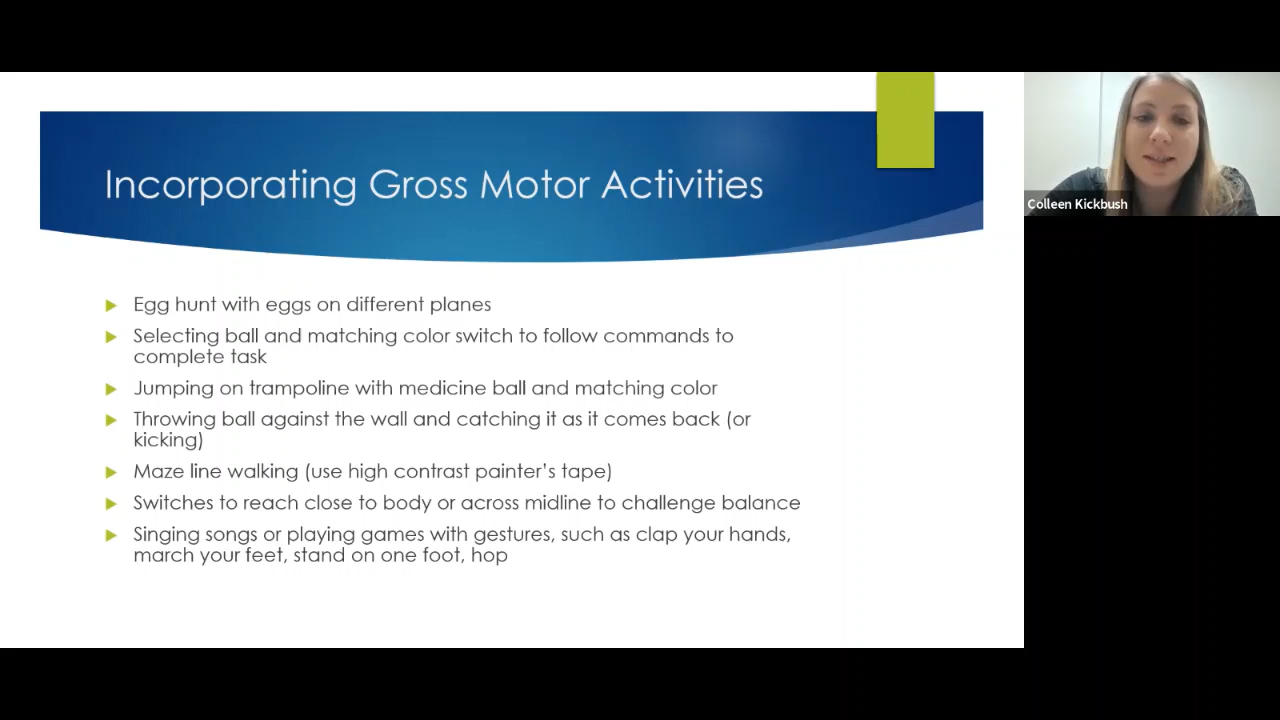 Incorporating Gross Motor Activities
Egg hunt with eggs on different planes
Selecting ball and matching color switch to follow commands to
complete task
Jumping on trampoline with medicine ball and matching color
Throwing ball against the wall and catching it as it comes back (or
kicking)
Maze line walking (use high contrast painter's tape)
Switches to reach close to body or across midline to challenge balance
Singing songs or playing games with gestures, such as clap your hands,
march your feet, stand on one foot, hop
Colleen Kickbush